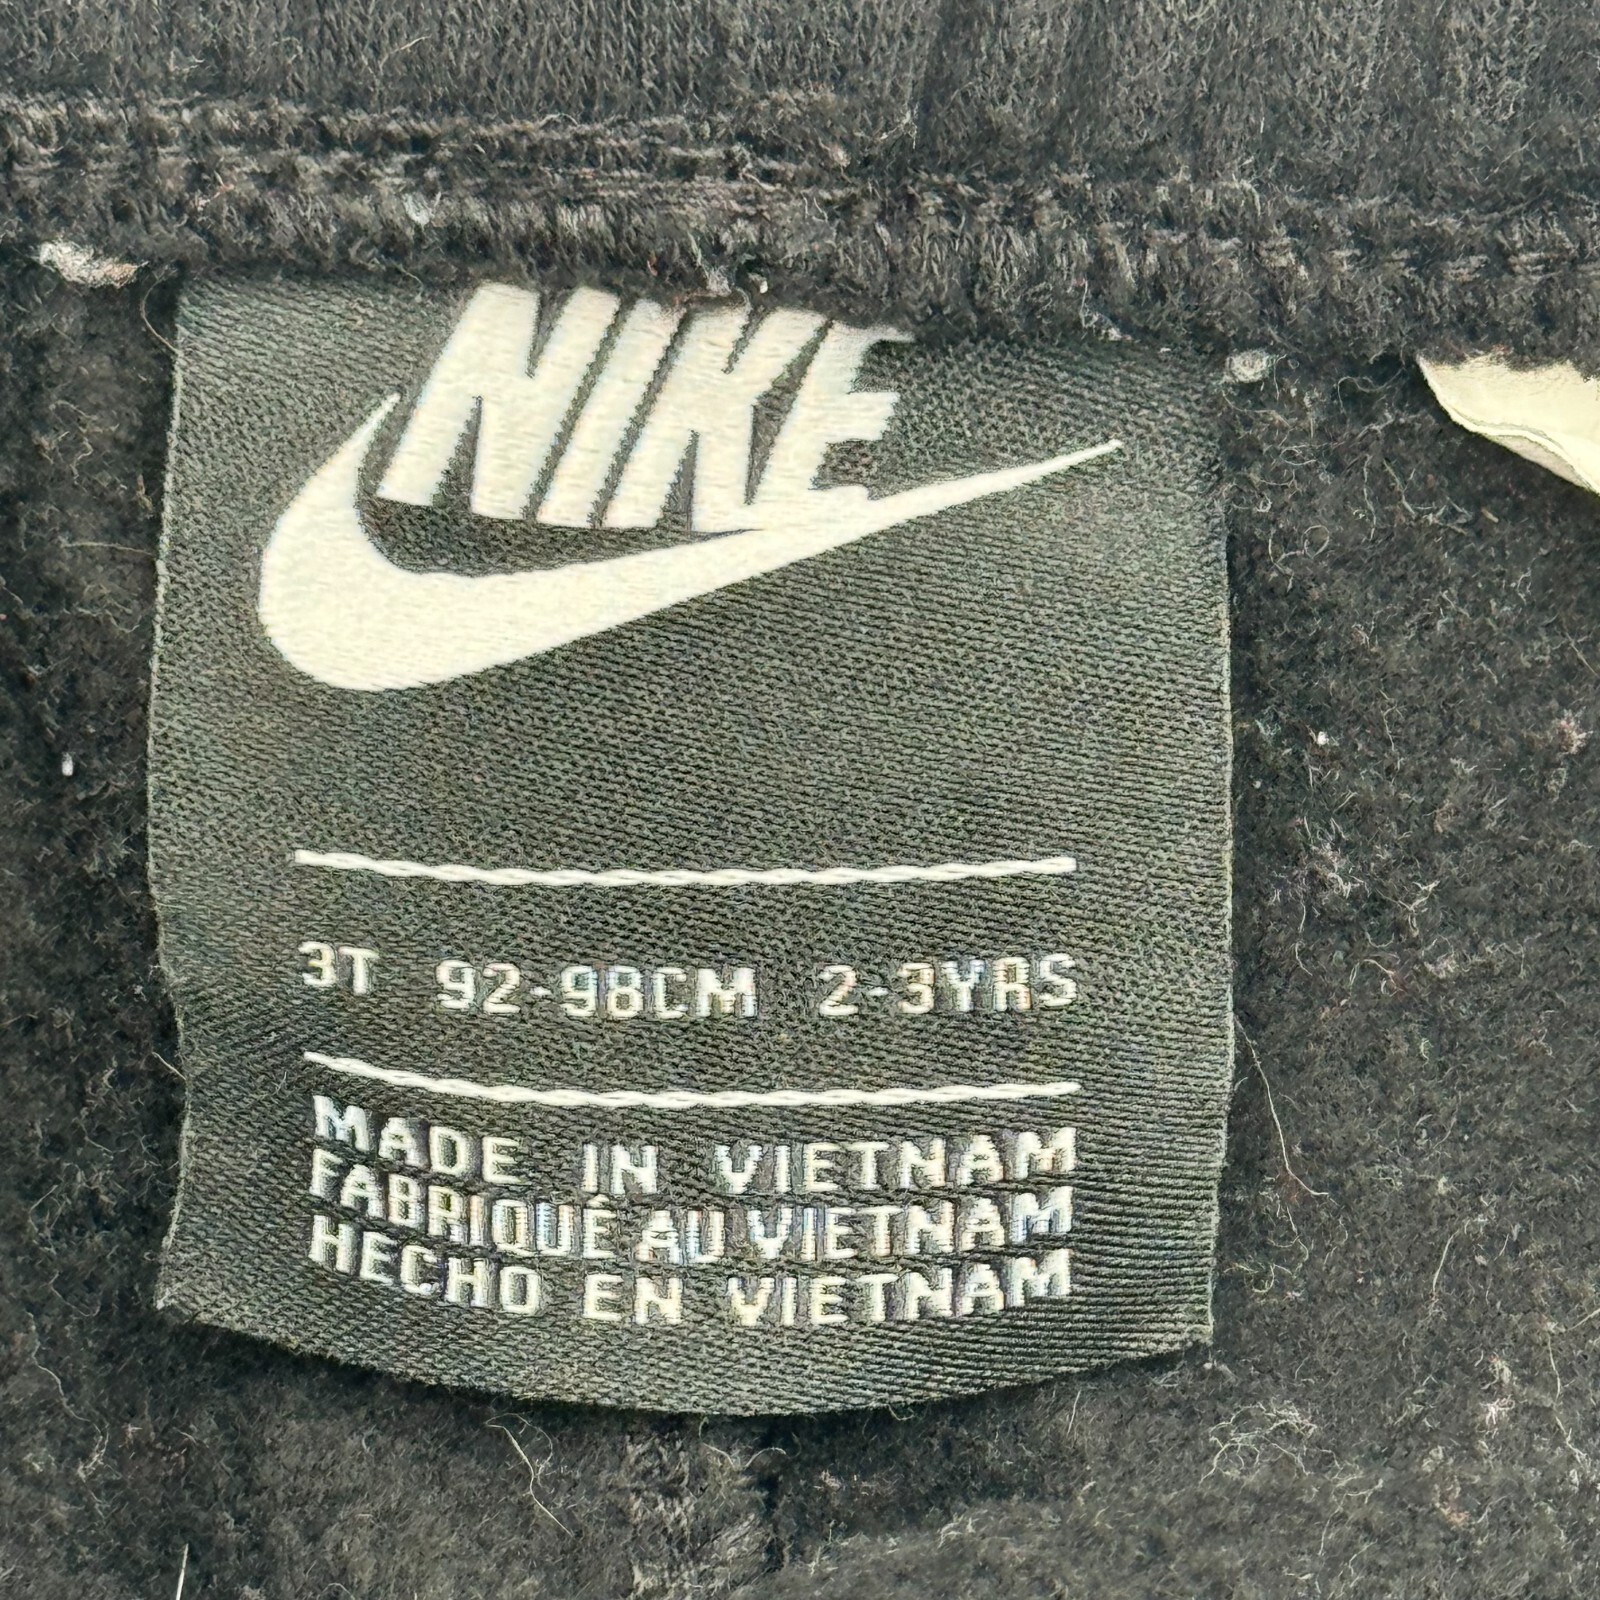 NIKE
3T 92-98CM 2-3YRS
MADE IN VIETNAM
FABRIQUÉ AU VIETNAM
HECHO EN VIETNAM